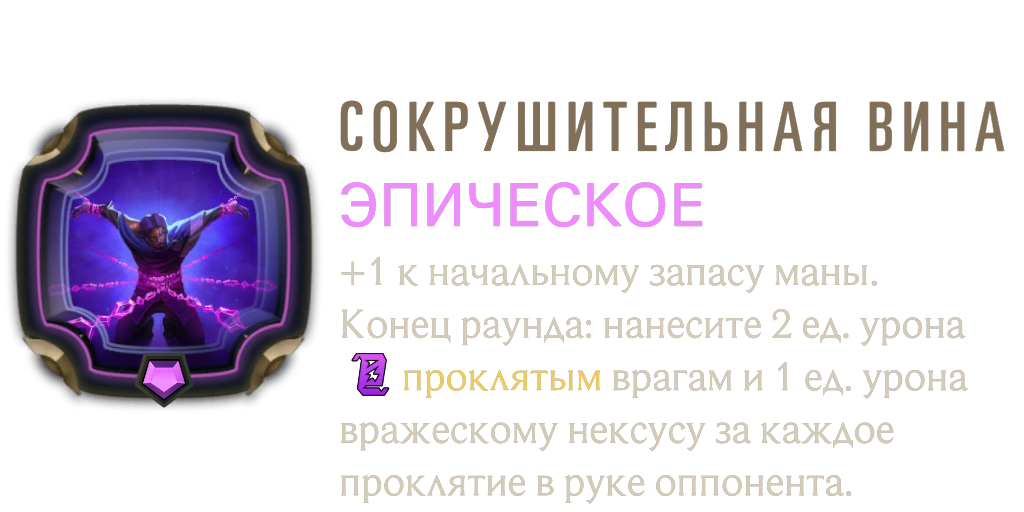 СОКРУШИТЕЛЬНАЯ ВИНА
ЭПИЧЕСКОЕ
+1 к начальному запасу маны.
Конец раунда: нанесите 2 ед. урона
проклятым врагам и 1 ед. урона
вражескому нексусу за каждое
проклятие в руке оппонента.